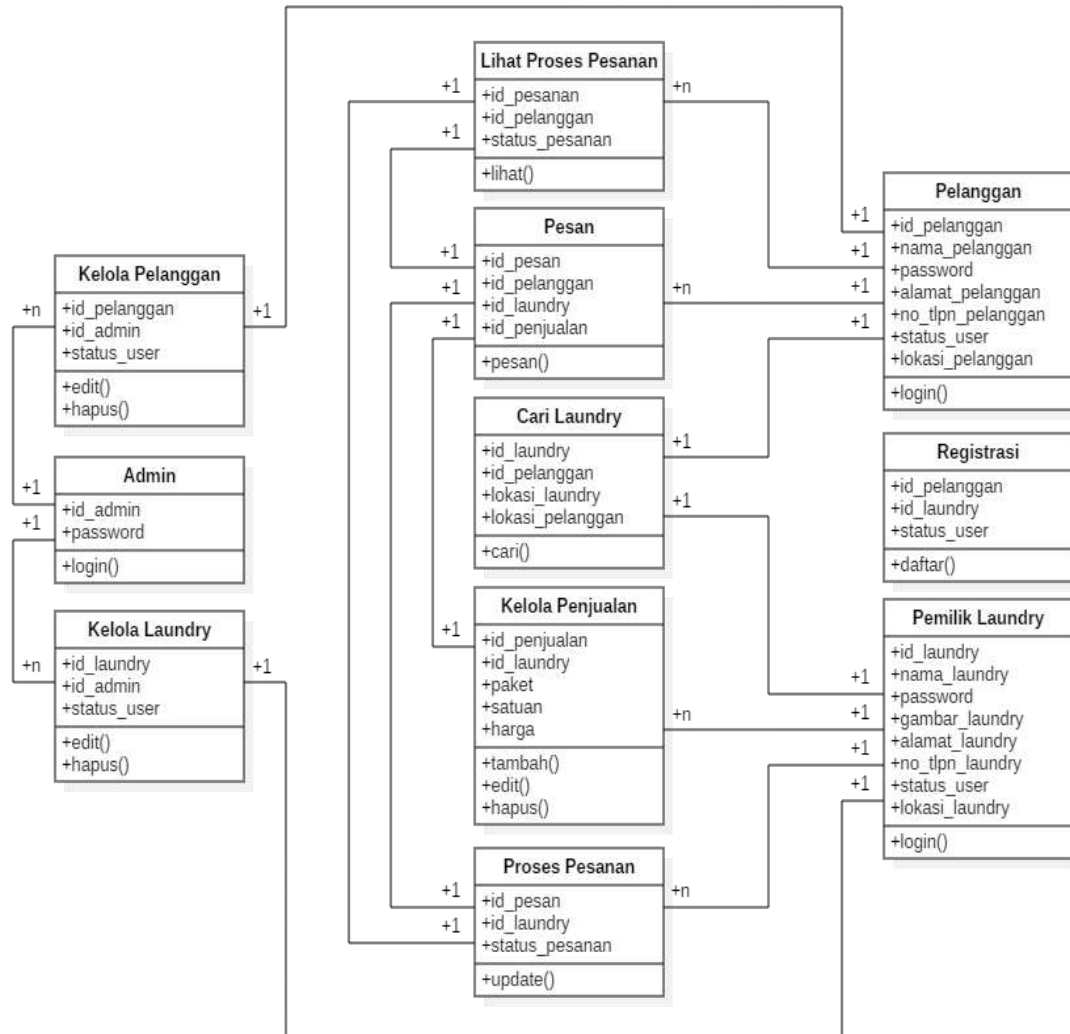 Lihat Proses Pesanan
+id_pesanan
+id_pelanggan
+status_pesanan
+lihat()
+1
+1
+n
Pesan
+id_pesan
+id_pelanggan
+id_laundry
+id_penjualan
+pesan()
+1
+1
+1
+n
Pelanggan
+id_pelanggan
+nama_pelanggan
+password
+alamat_pelanggan
+no_tlpn_pelanggan
+status_user
+lokasi_pelanggan
+login()
+1
+1
+1
+1
Kelola Pelanggan
+id_pelanggan
+id_admin
+status_user
+edit()
+hapus()
+n
+1
Cari Laundry
+id_laundry
+id_pelanggan
+lokasi_laundry
+lokasi_pelanggan
+cari()
+1
+1
Registrasi
+id_pelanggan
+id_laundry
+status_user
+daftar()
Admin
+id_admin
+password
+login()
+1
+1
Kelola Penjualan
+id_penjualan
+id_laundry
+paket
+satuan
+harga
+tambah()
+edit()
+hapus()
+1
+n
Pemilik Laundry
+id_laundry
+nama_laundry
+password
+gambar_laundry
+alamat_laundry
+no_tlpn_laundry
+status_user
+lokasi_laundry
+login()
+1
+1
+1
+1
Kelola Laundry
+id_laundry
+id_admin
+status_user
+edit()
+hapus()
+n
+1
Proses Pesanan
+id_pesan
+id_laundry
+status_pesanan
+update()
+1
+1
+n